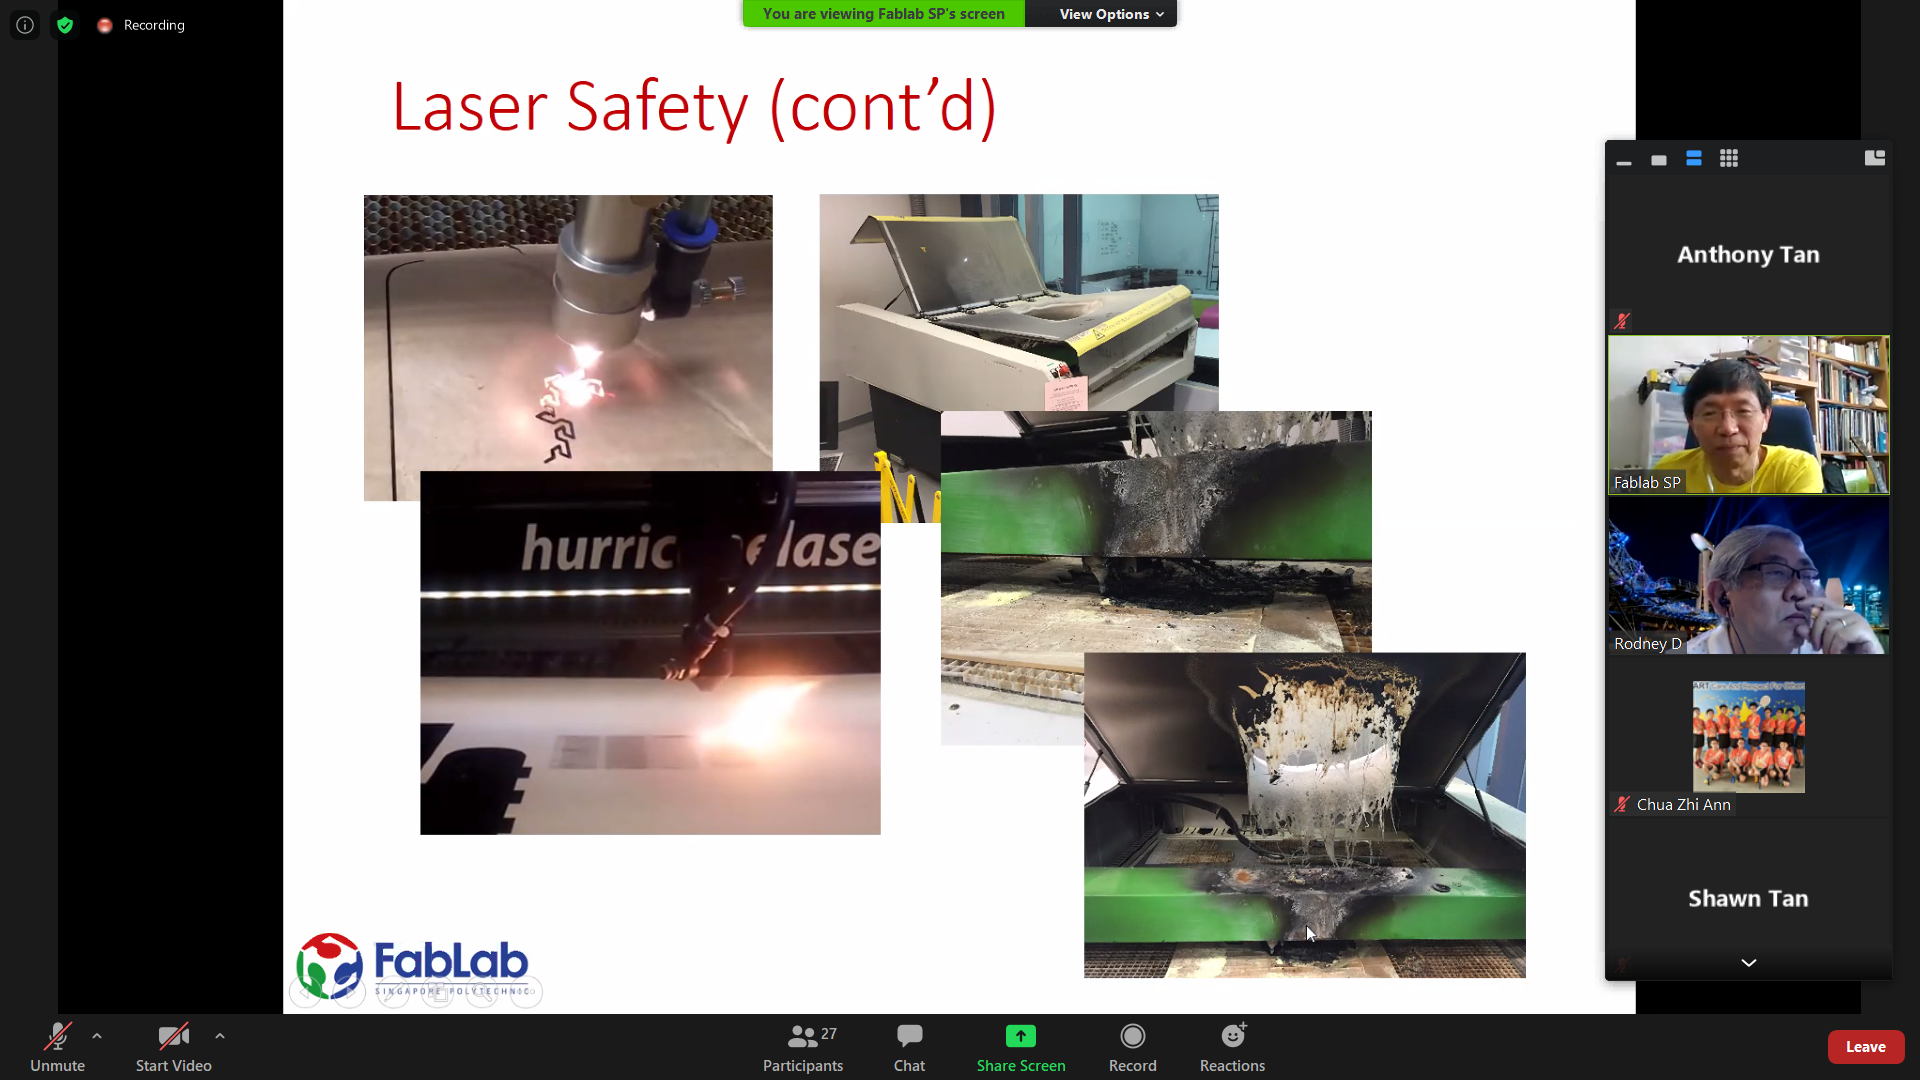 Recording
You are viewing Fablab SP's screen
View Options
Laser Safety (cont'd)
hurric
e lase
FabLab
SINGAPORE POLYTECHNIC
Anthony Tan
Fablab SP
Rodney D
Chua Zhi Ann
Shawn Tan
Unmute
Start Video
27
Participants
Chat
Share Screen
Record
Reactions
Leave